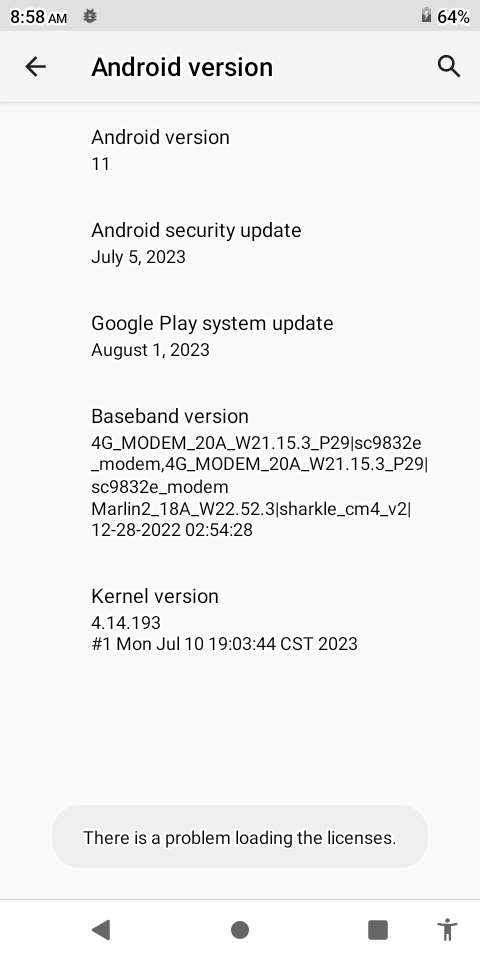 8:58 AM
64%
Android version
Android version
11
Android security update
July 5, 2023
Google Play system update
August 1, 2023
Baseband version
4G_MODEM_20A_W21.15.3_P29|sc9832e
_modem,4G_MODEM_20A_W21.15.3_P29|
sc9832e_modem
Marlin2_18A_W22.52.3|sharkle_cm4_v2|
12-28-2022 02:54:28
Kernel version
4.14.193
#1 Mon Jul 10 19:03:44 CST 2023
There is a problem loading the licenses.